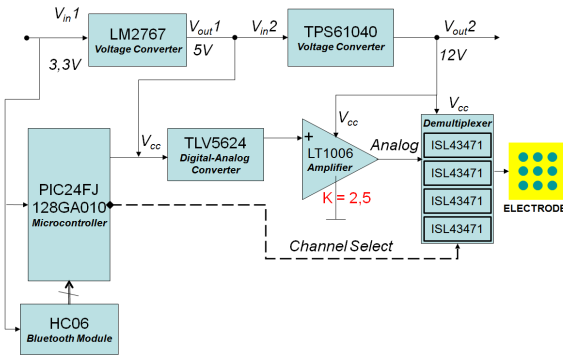 Vin1
LM2767
Voltage Converter
Vout1
5V
Vin2
TPS61040
Voltage Converter
Vout2
12V
3,3V
Vcc
TLV5624
Digital-Analog
Converter
Vcc
+
LT1006
Amplifier
K = 2,5
Analog
Vcc
Demultiplexer
ISL43471
ISL43471
ISL43471
ISL43471
ELECTRODE
PIC24FJ
128GA010
Microcontroller
Channel Select
HC06
Bluetooth Module